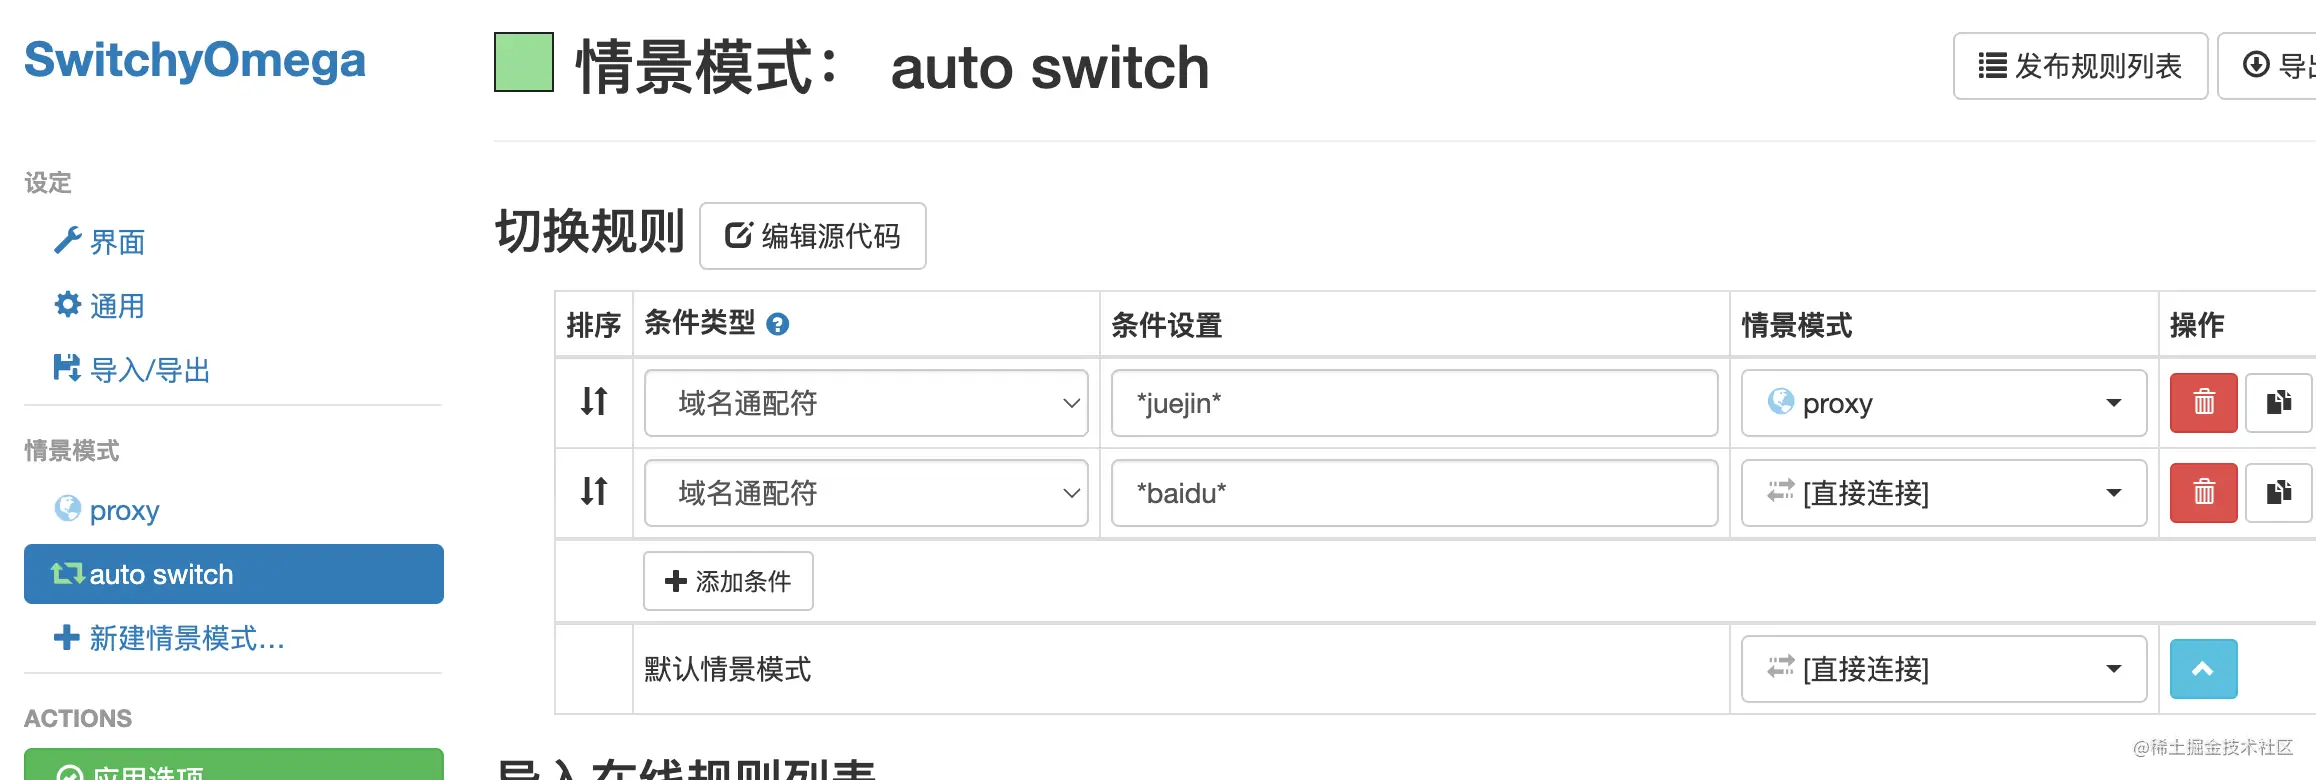 SwitchyOmega
设定
界面
通用
导入/导出
情景模式
proxy
auto switch
新建情景模式...
ACTIONS
应用选项
情景模式： auto switch
发布规则列表
导出
切换规则
编辑源代码
排序 条件类型 条件设置 情景模式 操作
域名通配符 *juejin* proxy
域名通配符 *baidu* [直接连接]
添加条件
默认情景模式 [直接连接]
导入在线规则列表
@稀土掘金技术社区